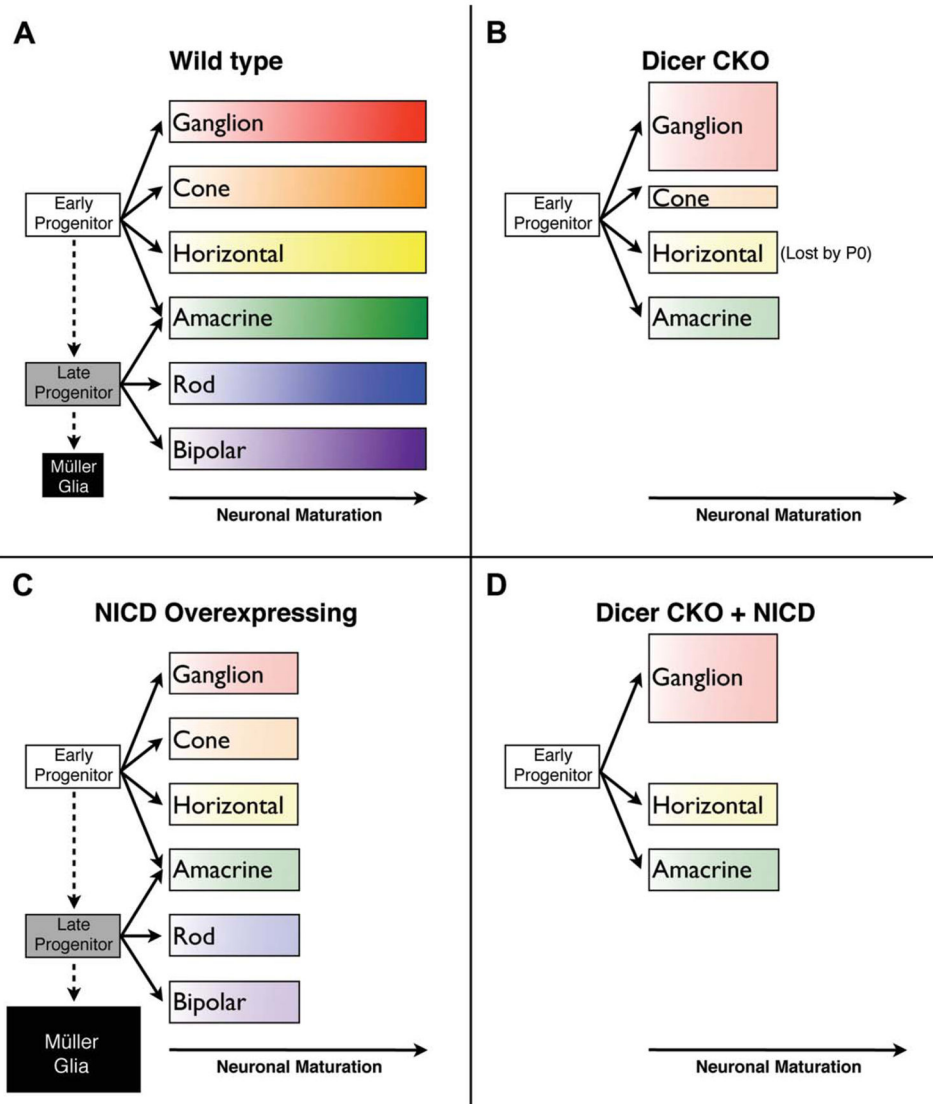 A
Wild type
Ganglion
Cone
Early
Progenitor
Horizontal
Amacrine
Late
Progenitor
Rod
Bipolar
Müller
Glia
Neuronal Maturation
B
Dicer CKO
Ganglion
Cone
Early
Progenitor
Horizontal (Lost by P0)
Amacrine
Neuronal Maturation
C
NICD Overexpressing
Ganglion
Cone
Early
Progenitor
Horizontal
Amacrine
Late
Progenitor
Rod
Bipolar
Müller
Glia
Neuronal Maturation
D
Dicer CKO + NICD
Ganglion
Early
Progenitor
Horizontal
Amacrine
Neuronal Maturation